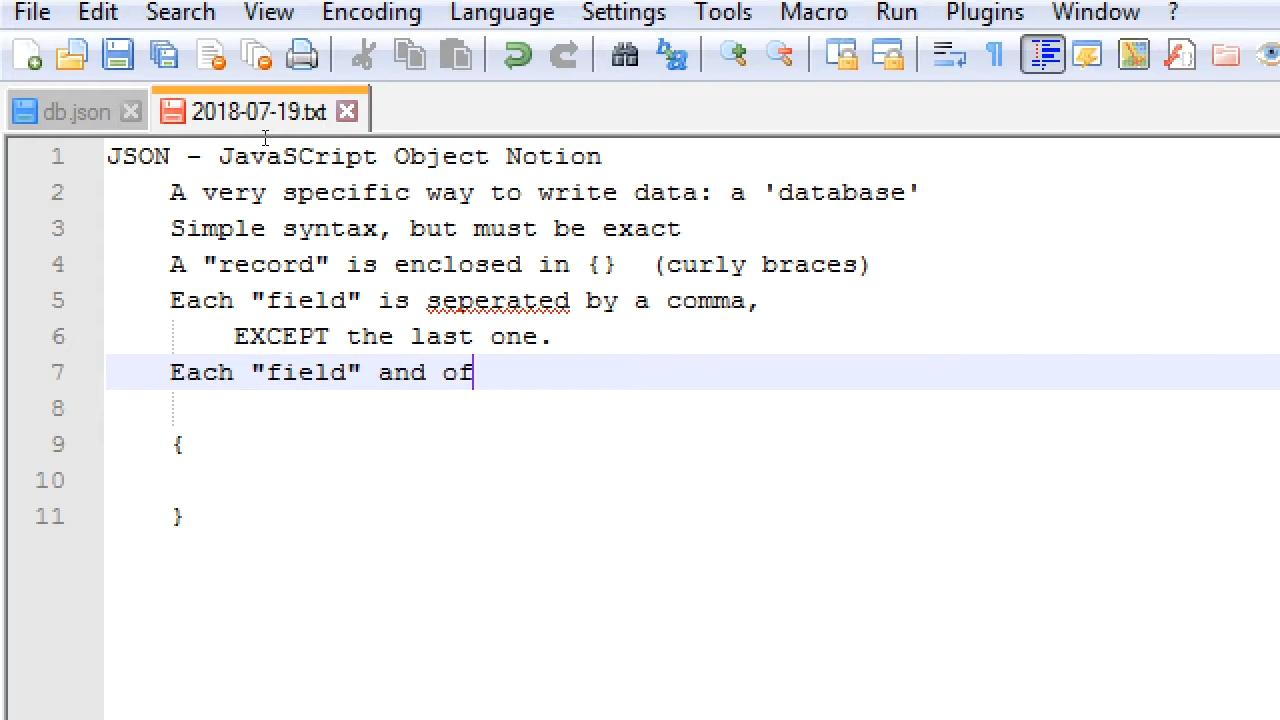 File Edit Search View Encoding Language Settings Tools Macro Run Plugins Window ?
db.json 2018-07-19.txt
1 JSON - JavaSCript Object Notion
2 A very specific way to write data: a 'database'
3 Simple syntax, but must be exact
4 A "record" is enclosed in {} (curly braces)
5 Each "field" is seperated by a comma,
6 EXCEPT the last one.
7 Each "field" and of
8
9 {
10
11 }